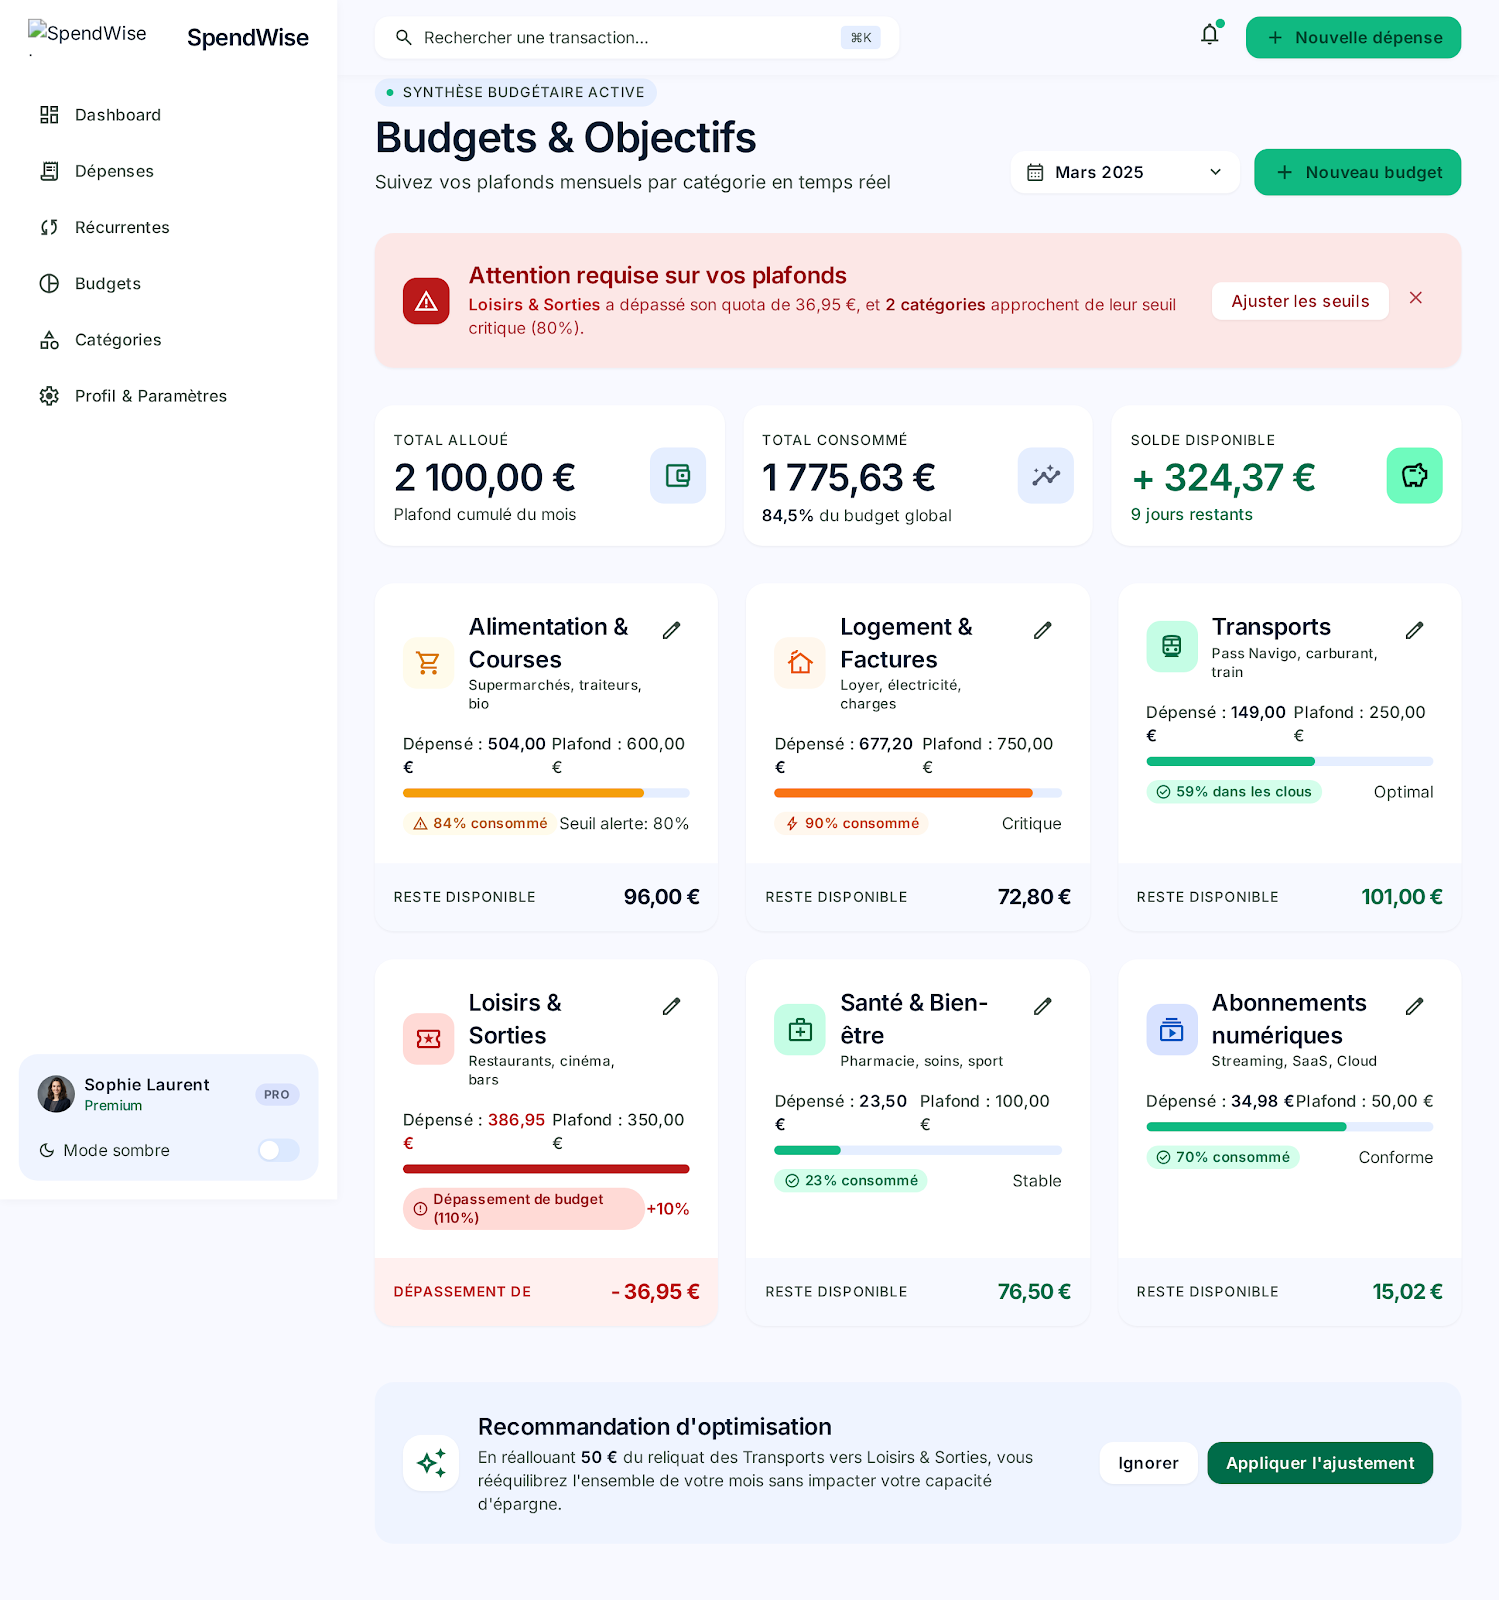 SpendWise
SpendWise
Dashboard
Dépenses
Récurrentes
Budgets
Catégories
Profil & Paramètres
Sophie Laurent
Premium
PRO
Mode sombre
Rechercher une transaction...
⌘K
+ Nouvelle dépense
SYNTHÈSE BUDGÉTAIRE ACTIVE
Budgets & Objectifs
Suivez vos plafonds mensuels par catégorie en temps réel
Mars 2025
+ Nouveau budget
Attention requise sur vos plafonds
Loisirs & Sorties a dépassé son quota de 36,95 €, et 2 catégories approchent de leur seuil
critique (80%).
Ajuster les seuils
TOTAL ALLOUÉ
2 100,00 €
Plafond cumulé du mois
TOTAL CONSOMMÉ
1 775,63 €
84,5% du budget global
SOLDE DISPONIBLE
+ 324,37 €
9 jours restants
Alimentation &
Courses
Supermarchés, traiteurs,
bio
Dépensé : 504,00
€
Plafond : 600,00
€
84% consommé
Seuil alerte: 80%
RESTE DISPONIBLE
96,00 €
Logement &
Factures
Loyer, électricité,
charges
Dépensé : 677,20
€
Plafond : 750,00
€
90% consommé
Critique
RESTE DISPONIBLE
72,80 €
Transports
Pass Navigo, carburant,
train
Dépensé : 149,00
€
Plafond : 250,00
€
59% dans les clous
Optimal
RESTE DISPONIBLE
101,00 €
Loisirs &
Sorties
Restaurants, cinéma,
bars
Dépensé : 386,95
€
Plafond : 350,00
€
Dépassement de budget
(110%)
+10%
DÉPASSEMENT DE
- 36,95 €
Santé & Bien-
être
Pharmacie, soins, sport
Dépensé : 23,50
€
Plafond : 100,00
€
23% consommé
Stable
RESTE DISPONIBLE
76,50 €
Abonnements
numériques
Streaming, SaaS, Cloud
Dépensé : 34,98 €
Plafond : 50,00 €
70% consommé
Conforme
RESTE DISPONIBLE
15,02 €
Recommandation d'optimisation
En réallouant 50 € du reliquat des Transports vers Loisirs & Sorties, vous
rééquilibrez l'ensemble de votre mois sans impacter votre capacité
d'épargne.
Ignorer
Appliquer l'ajustement